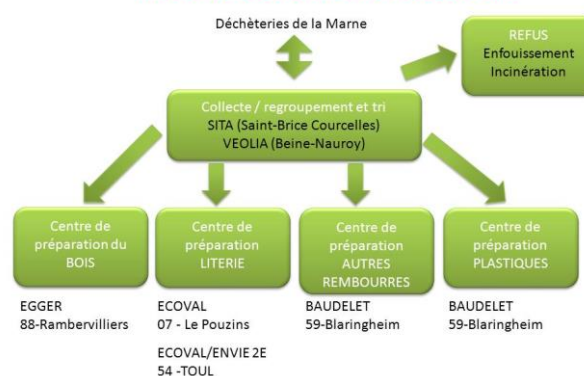 Déchèteries de la Marne
REFUS
Enfouissement
Incinération
Collecte / regroupement et tri
SITA (Saint-Brice Courcelles)
VEOLIA (Beine-Nauroy)
Centre de
préparation du
BOIS
Centre de
préparation
LITERIE
Centre de
préparation
AUTRES
REMBOURRES
Centre de
préparation
PLASTIQUES
EGGER
88-Rambervilliers
ECOVAL
07 - Le Pouzins
ECOVAL/ENVIE 2E
54 -TOUL
BAUDELET
59-Blaringheim
BAUDELET
59-Blaringheim